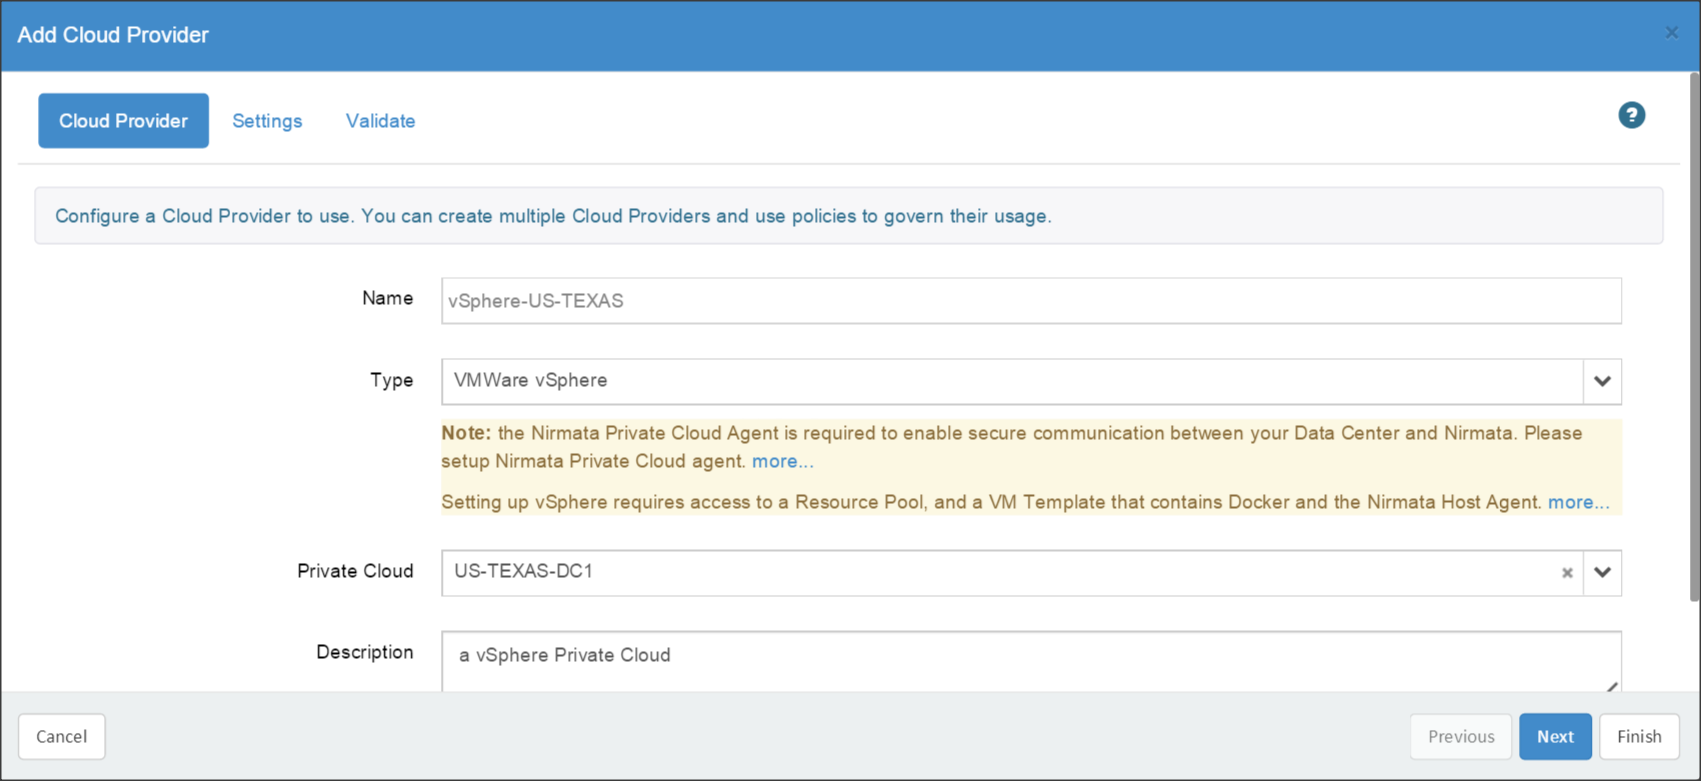 Add Cloud Provider
×
Cloud Provider
Settings
Validate
?
Configure a Cloud Provider to use. You can create multiple Cloud Providers and use policies to govern their usage.
Name
vSphere-US-TEXAS
Type
VMWare vSphere
Note: the Nirmata Private Cloud Agent is required to enable secure communication between your Data Center and Nirmata. Please
setup Nirmata Private Cloud agent. more...
Setting up vSphere requires access to a Resource Pool, and a VM Template that contains Docker and the Nirmata Host Agent. more...
Private Cloud
US-TEXAS-DC1
×
Description
a vSphere Private Cloud
Cancel
Previous
Next
Finish